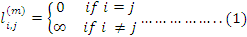 l_{i,j}^{(m)} = { 0 if i = j
∞ if i ≠ j ………………(1)